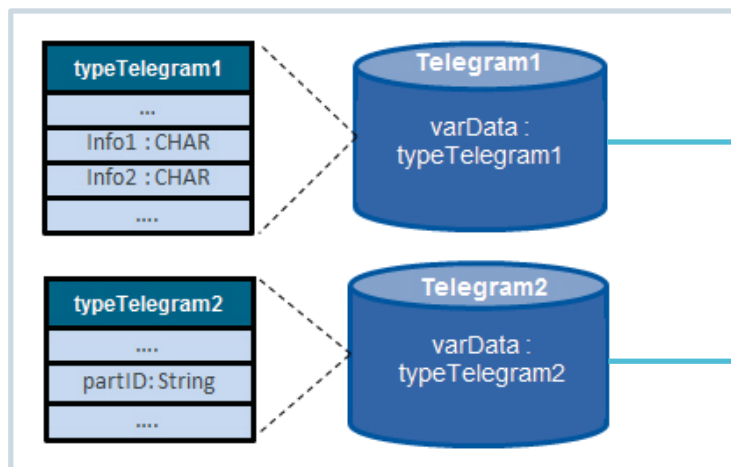 typeTelegram1
...
Info1 : CHAR
Info2 : CHAR
....
Telegram1
varData :
typeTelegram1
typeTelegram2
....
partID: String
....
Telegram2
varData :
typeTelegram2